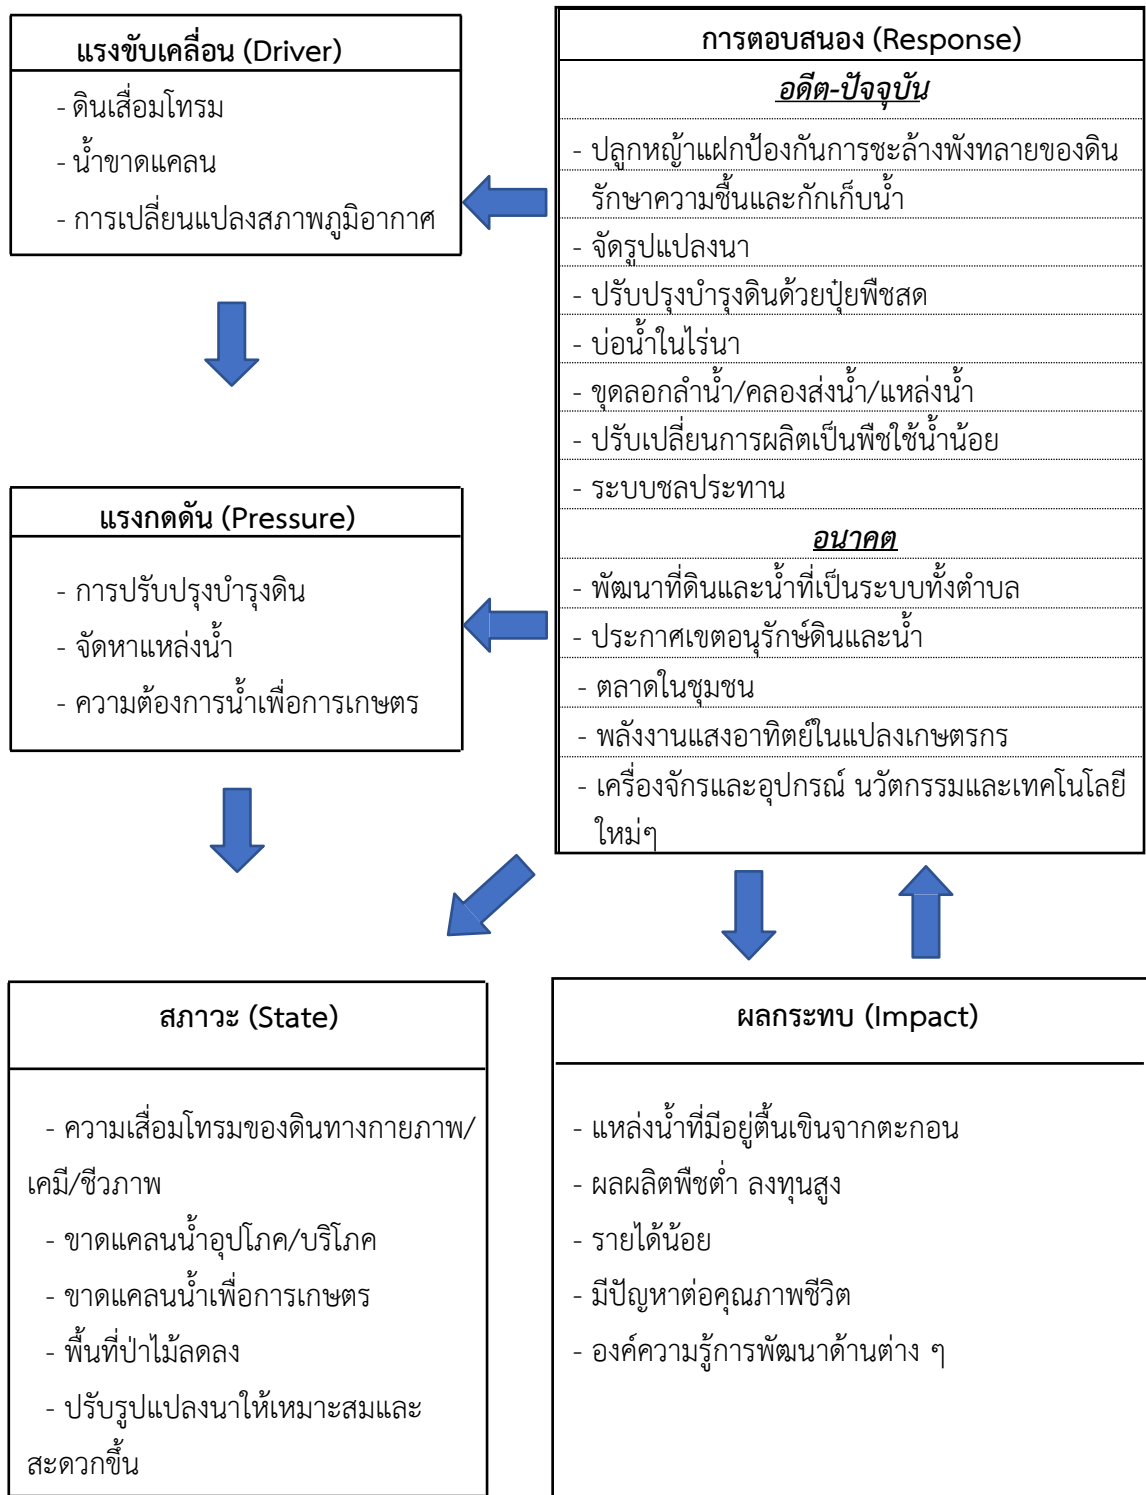 แรงขับเคลื่อน (Driver)
- ดินเสื่อมโทรม
- น้ำขาดแคลน
- การเปลี่ยนแปลงสภาพภูมิอากาศ
การตอบสนอง (Response)
อดีต-ปัจจุบัน
- ปลูกหญ้าแฝกป้องกันการชะล้างพังทลายของดิน
รักษาความชื้นและกักเก็บน้ำ
- จัดรูปแปลงนา
- ปรับปรุงบำรุงดินด้วยปุ๋ยพืชสด
- บ่อน้ำในไร่นา
- ขุดลอกลำน้ำ/คลองส่งน้ำ/แหล่งน้ำ
- ปรับเปลี่ยนการผลิตเป็นพืชใช้น้ำน้อย
- ระบบชลประทาน
อนาคต
- พัฒนาที่ดินและน้ำที่เป็นระบบทั้งตำบล
- ประกาศเขตอนุรักษ์ดินและน้ำ
- ตลาดในชุมชน
- พลังงานแสงอาทิตย์ในแปลงเกษตรกร
- เครื่องจักรและอุปกรณ์ นวัตกรรมและเทคโนโลยี
ใหม่ๆ
แรงกดดัน (Pressure)
- การปรับปรุงบำรุงดิน
- จัดหาแหล่งน้ำ
- ความต้องการน้ำเพื่อการเกษตร
สภาวะ (State)
- ความเสื่อมโทรมของดินทางกายภาพ/
เคมี/ชีวภาพ
- ขาดแคลนน้ำอุปโภค/บริโภค
- ขาดแคลนน้ำเพื่อการเกษตร
- พื้นที่ป่าไม้ลดลง
- ปรับรูปแปลงนาให้เหมาะสมและ
สะดวกขึ้น
ผลกระทบ (Impact)
- แหล่งน้ำที่มีอยู่ตื้นเขินจากตะกอน
- ผลผลิตพืชต่ำ ลงทุนสูง
- รายได้น้อย
- มีปัญหาต่อคุณภาพชีวิต
- องค์ความรู้การพัฒนาด้านต่าง ๆ